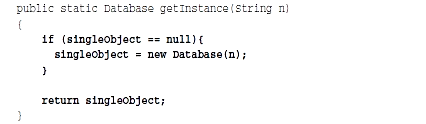 public static Database getInstance(String n)
{
if (singleObject == null){
singleObject = new Database(n);
}
return singleObject;
}